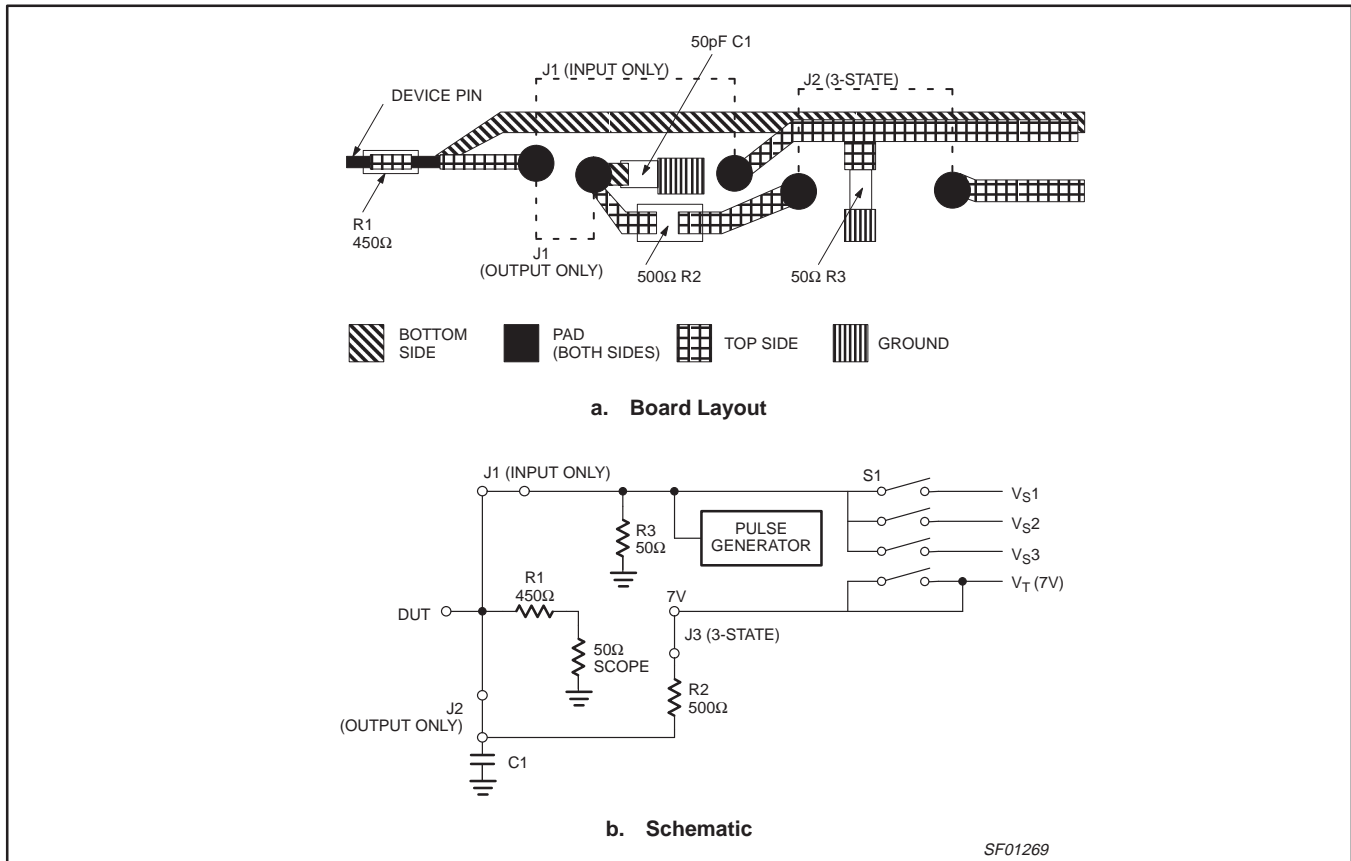 50pF C1
J1 (INPUT ONLY)
J2 (3-STATE)
DEVICE PIN
R1
450Ω
J1
(OUTPUT ONLY)
500Ω R2
50Ω R3
BOTTOM
SIDE
PAD
(BOTH SIDES)
TOP SIDE
GROUND
a. Board Layout
J1 (INPUT ONLY)
S1
VS1
VS2
VS3
VT (7V)
R3
50Ω
PULSE
GENERATOR
R1
450Ω
7V
DUT
J3 (3-STATE)
50Ω
SCOPE
R2
500Ω
J2
(OUTPUT ONLY)
C1
b. Schematic
SF01269